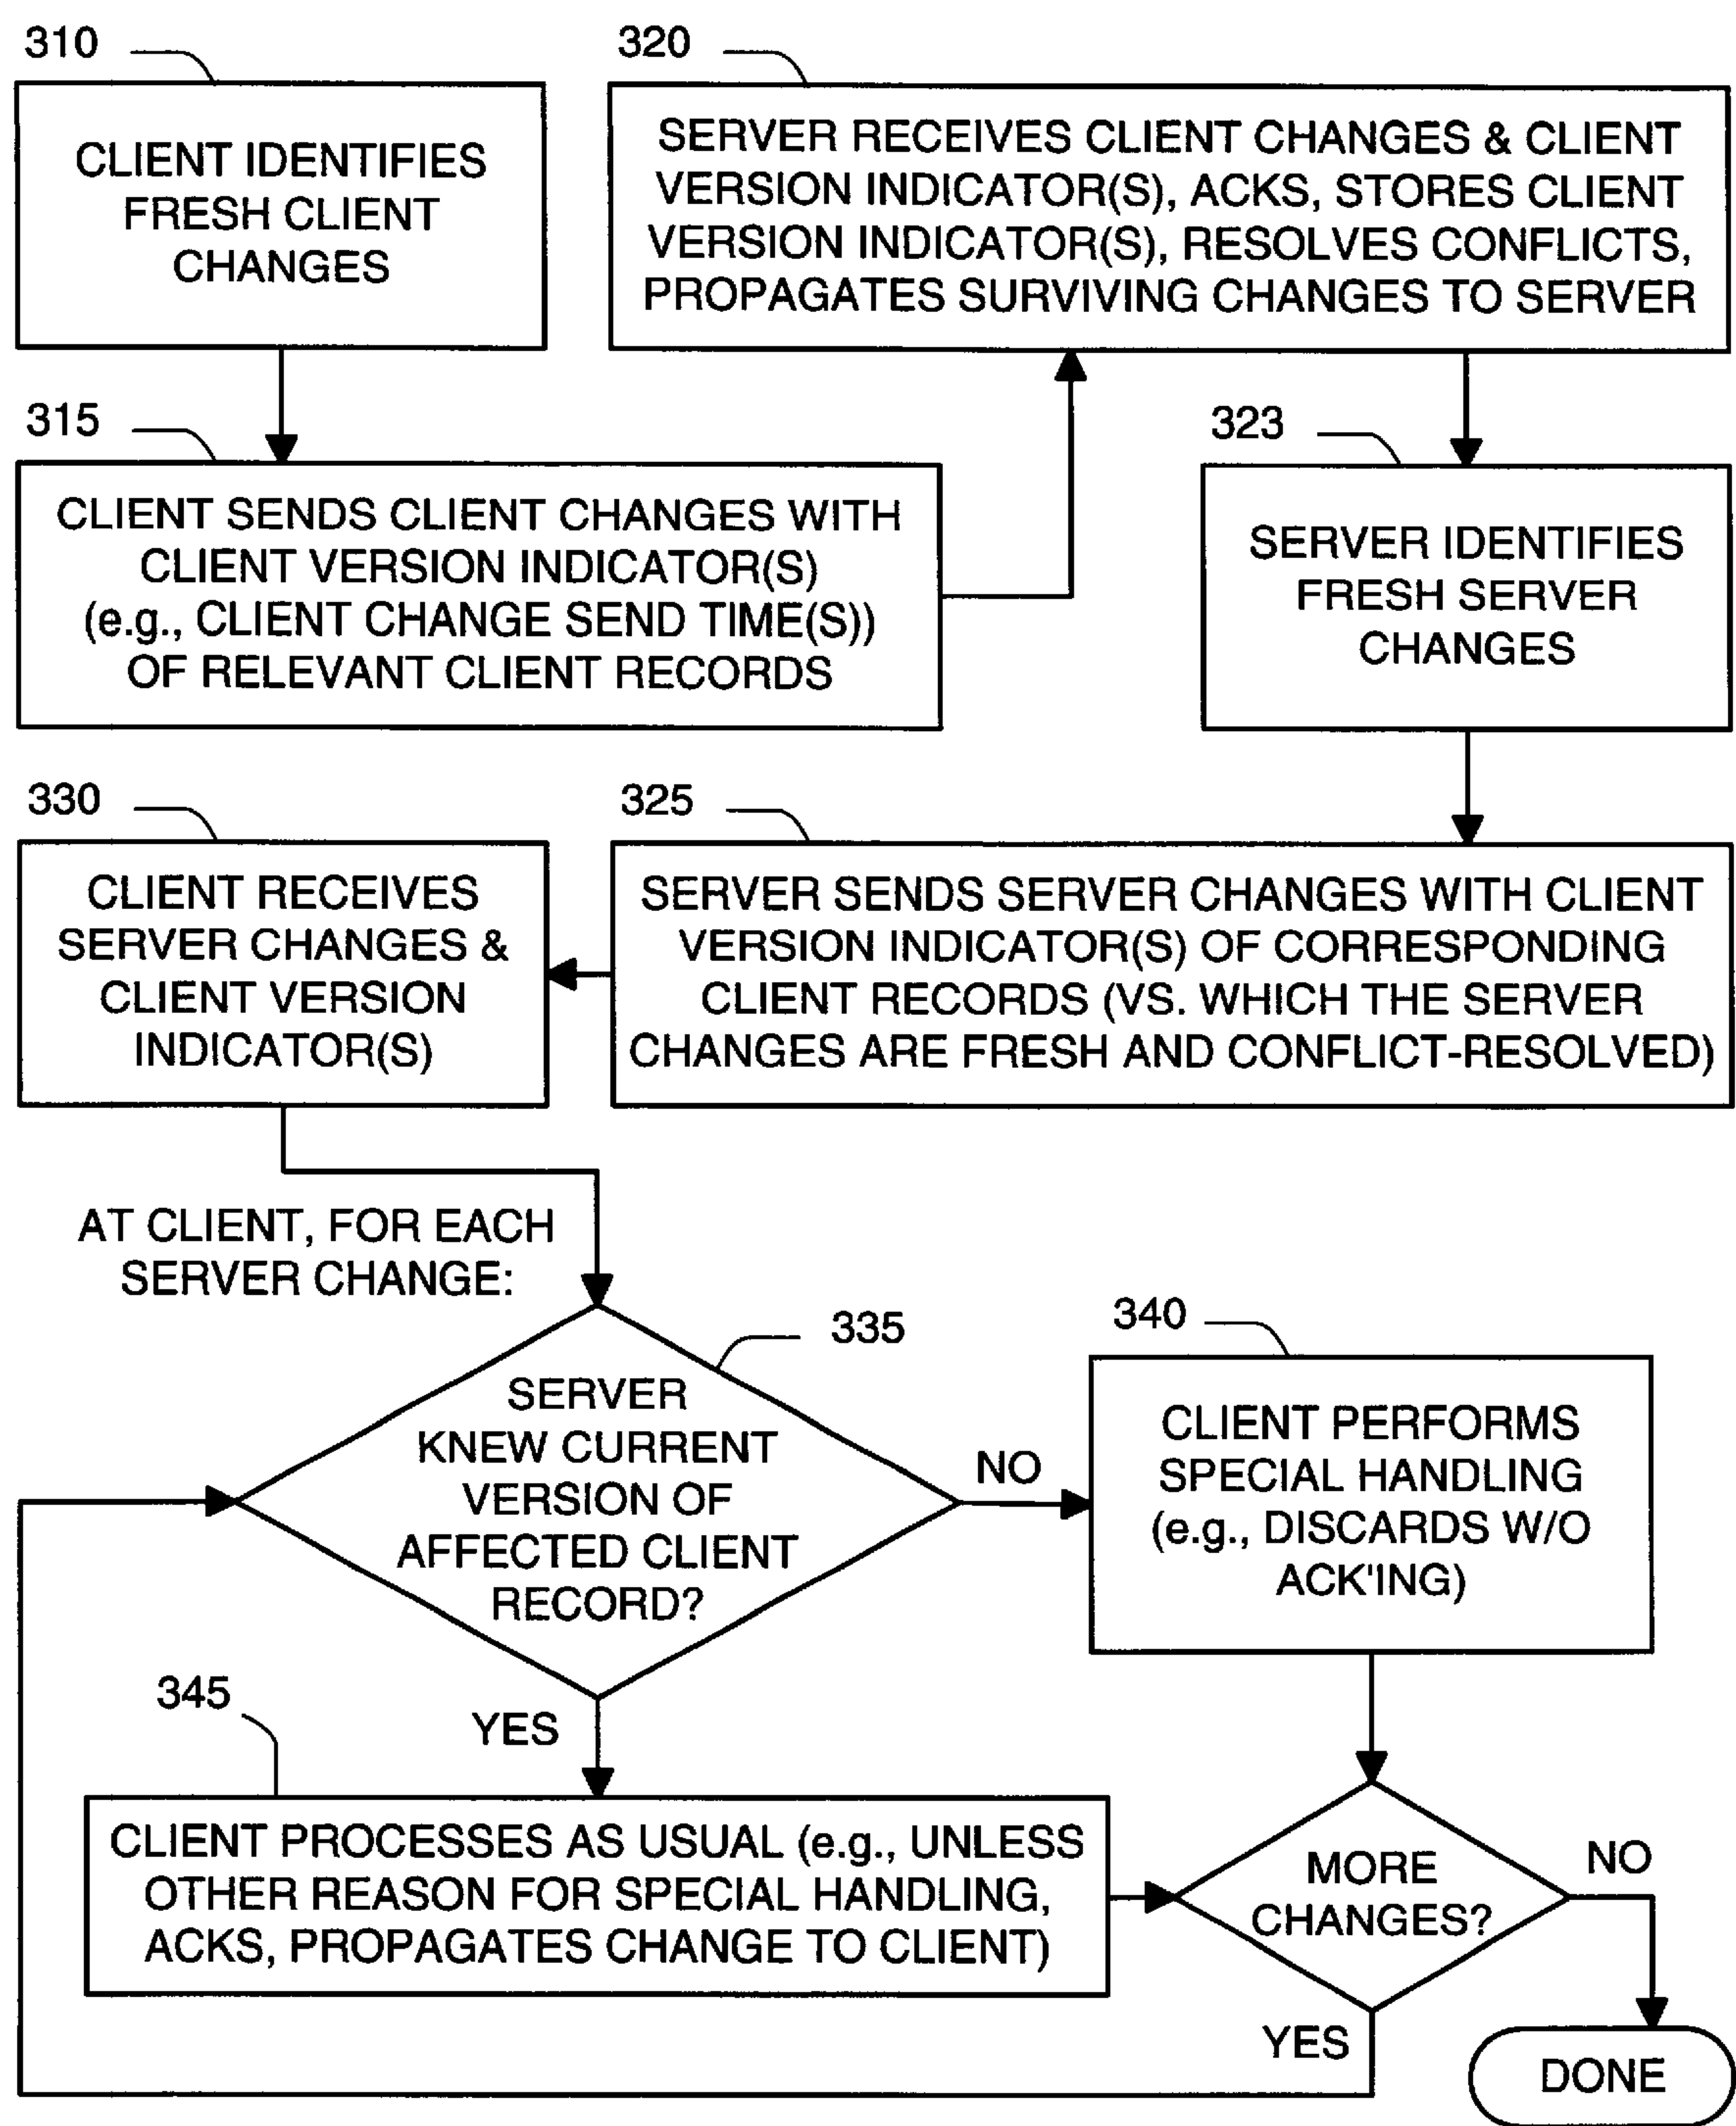 310
CLIENT IDENTIFIES
FRESH CLIENT
CHANGES
320
SERVER RECEIVES CLIENT CHANGES & CLIENT
VERSION INDICATOR(S), ACKS, STORES CLIENT
VERSION INDICATOR(S), RESOLVES CONFLICTS,
PROPAGATES SURVIVING CHANGES TO SERVER
315
CLIENT SENDS CLIENT CHANGES WITH
CLIENT VERSION INDICATOR(S)
(e.g., CLIENT CHANGE SEND TIME(S))
OF RELEVANT CLIENT RECORDS
323
SERVER IDENTIFIES
FRESH SERVER
CHANGES
330
CLIENT RECEIVES
SERVER CHANGES &
CLIENT VERSION
INDICATOR(S)
325
SERVER SENDS SERVER CHANGES WITH CLIENT
VERSION INDICATOR(S) OF CORRESPONDING
CLIENT RECORDS (VS. WHICH THE SERVER
CHANGES ARE FRESH AND CONFLICT-RESOLVED)
AT CLIENT, FOR EACH
SERVER CHANGE:
335
SERVER
KNEW CURRENT
VERSION OF
AFFECTED CLIENT
RECORD?
NO
340
CLIENT PERFORMS
SPECIAL HANDLING
(e.g., DISCARDS W/O
ACK'ING)
YES
345
CLIENT PROCESSES AS USUAL (e.g., UNLESS
OTHER REASON FOR SPECIAL HANDLING,
ACKS, PROPAGATES CHANGE TO CLIENT)
MORE
CHANGES?
NO
YES
DONE